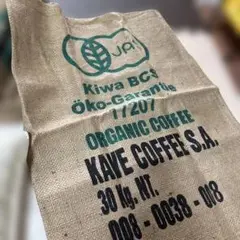 JAS
Kiwa BCS
Öko-Garantie
17207
ORGANIC COFFEE
KAVE COFFEE S.A.
30 Kg. NT.
008 - 0038 - 018